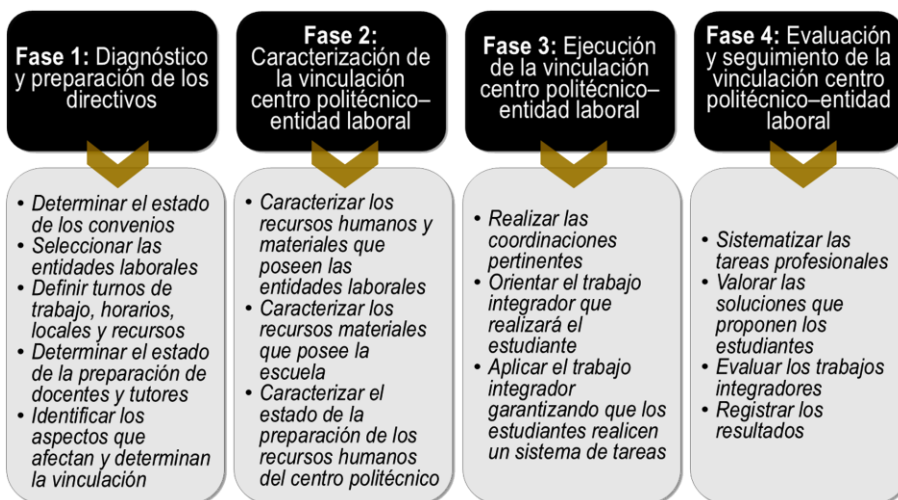 Fase 1: Diagnóstico
y preparación de los
directivos
Fase 2:
Caracterización de
la vinculación
centro politécnico–
entidad laboral
Fase 3: Ejecución
de la vinculación
centro politécnico–
entidad laboral
Fase 4: Evaluación
y seguimiento de la
vinculación centro
politécnico–entidad
laboral
• Determinar el estado
de los convenios
• Seleccionar las
entidades laborales
• Definir turnos de
trabajo, horarios,
locales y recursos
• Determinar el estado
de la preparación de
docentes y tutores
• Identificar los
aspectos que
afectan y determinan
la vinculación
• Caracterizar los
recursos humanos y
materiales que
poseen las
entidades laborales
• Caracterizar los
recursos materiales
que posee la
escuela
• Caracterizar el
estado de la
preparación de los
recursos humanos
del centro politécnico
• Realizar las
coordinaciones
pertinentes
• Orientar el trabajo
integrador que
realizará el
estudiante
• Aplicar el trabajo
integrador
garantizando que los
estudiantes realicen
un sistema de tareas
• Sistematizar las
tareas profesionales
• Valorar las
soluciones que
proponen los
estudiantes
• Evaluar los trabajos
integradores
• Registrar los
resultados